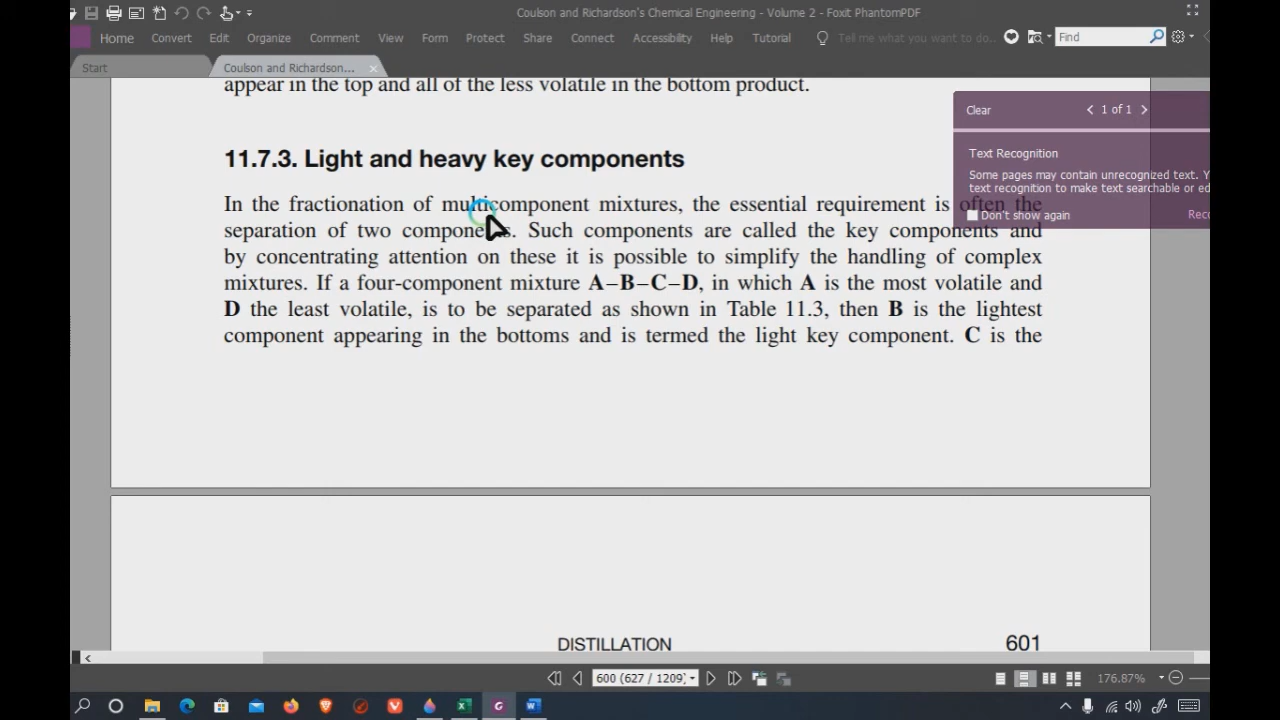 Coulson and Richardson's Chemical Engineering - Volume 2 - Foxit PhantomPDF
Home Convert Edit Organize Comment View Form Protect Share Connect Accessibility Help Tutorial Tell me what you want to do.. Find
Start Coulson and Richardson...
appear in the top and all of the less volatile in the bottom product.
Clear 1 of 1
11.7.3. Light and heavy key components
Text Recognition
Some pages may contain unrecognized text. Y
text recognition to make text searchable or ed
Don't show again Reco
In the fractionation of multicomponent mixtures, the essential requirement is often the
separation of two components. Such components are called the key components and
by concentrating attention on these it is possible to simplify the handling of complex
mixtures. If a four-component mixture A–B–C–D, in which A is the most volatile and
D the least volatile, is to be separated as shown in Table 11.3, then B is the lightest
component appearing in the bottoms and is termed the light key component. C is the
DISTILLATION 601
600 (627 / 1209) 176.87%